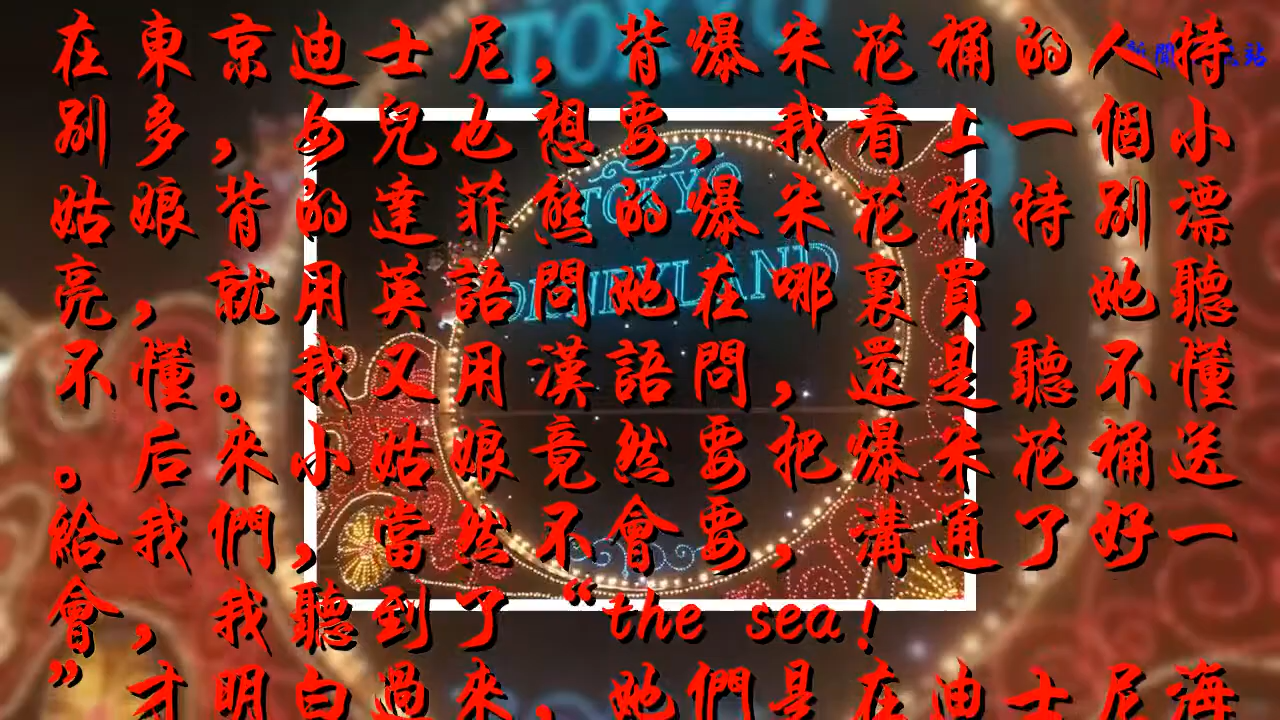 在東京迪士尼，背爆米花桶的人特
別多，女兒也想要，我看上一個小
姑娘背的達菲熊的爆米花桶特別漂
亮，就用英語問她在哪裏買，她聽
不懂。我又用漢語問，還是聽不懂
。后來小姑娘竟然要把爆米花桶送
給我們，當然不會要，溝通了好一
會，我聽到了“the sea！
”才明白過來，她們是在迪士尼海
TOKYO
DISNEYLAND